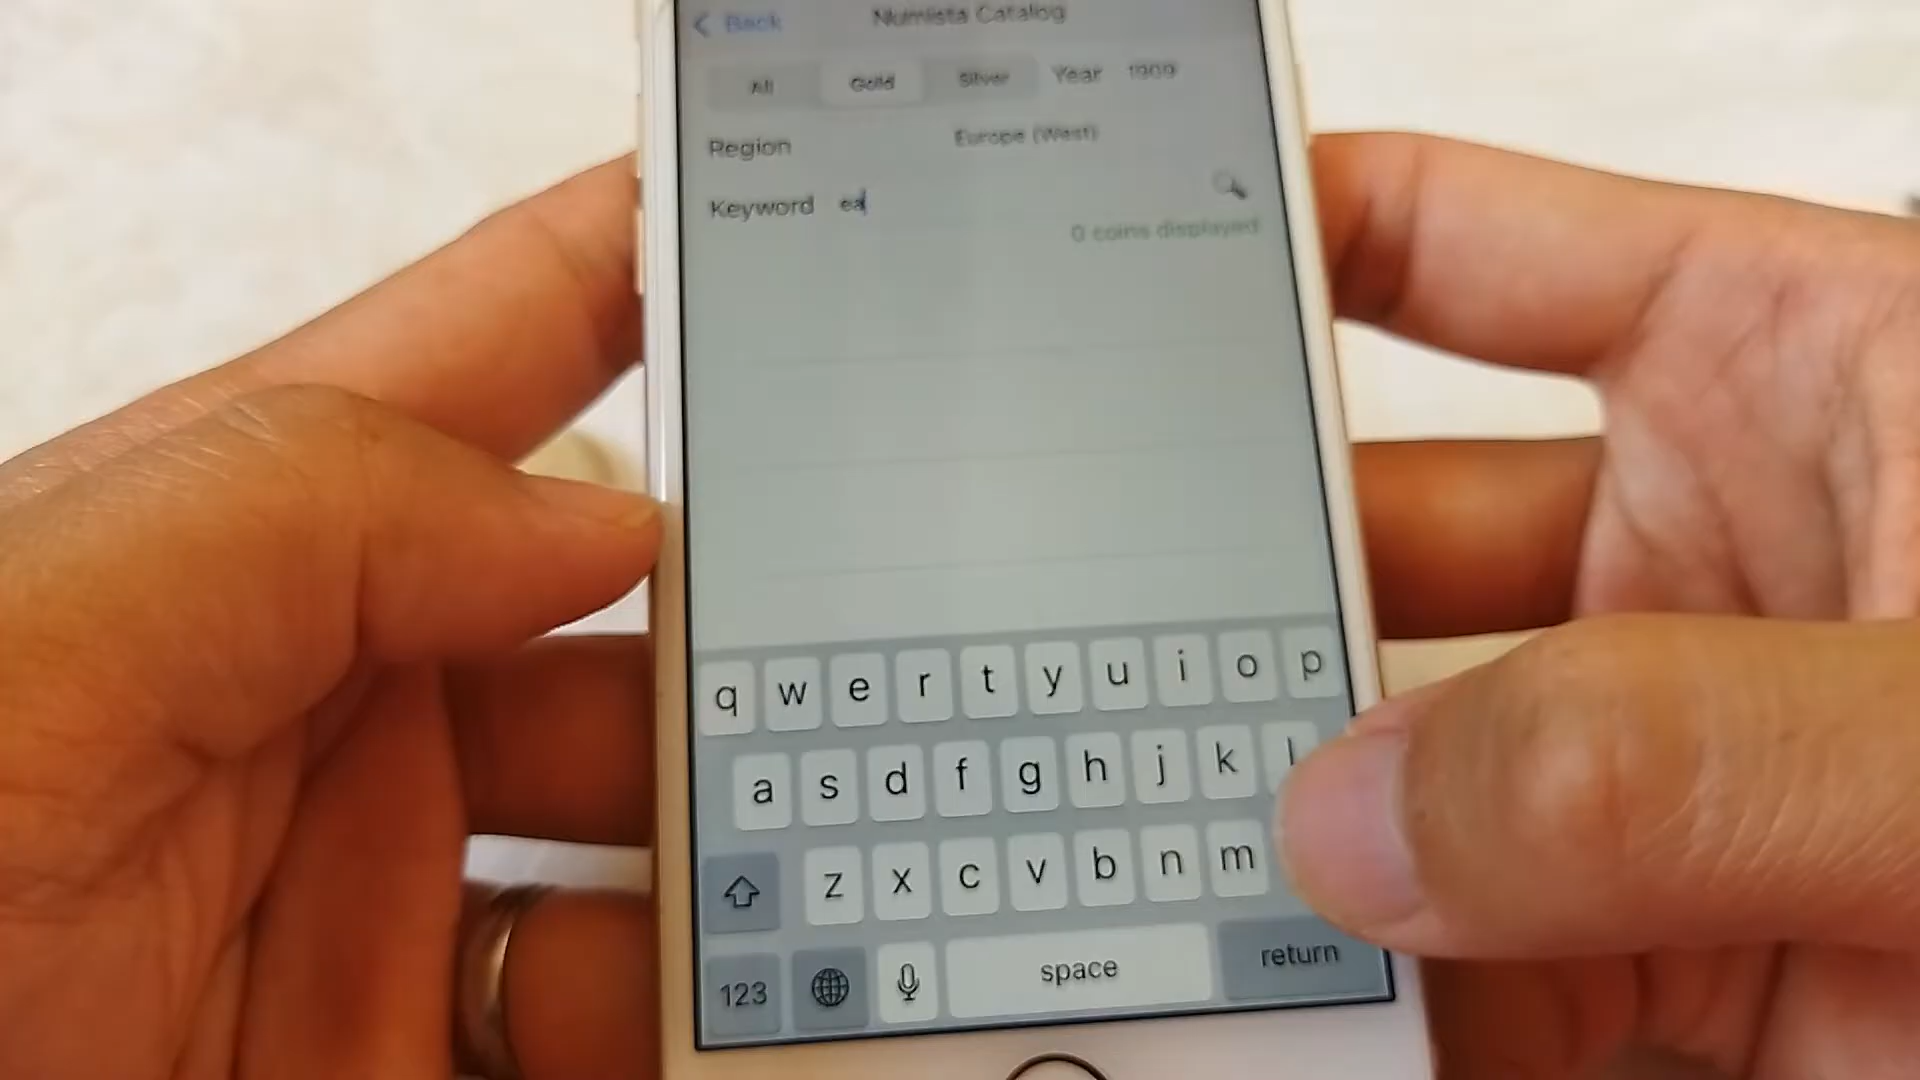 Back
Numista Catalog
All Gold Silver Year 1909
Region Europe (West)
Keyword ea
0 coins displayed
q w e r t y u i o p
a s d f g h j k l
z x c v b n m
123 space return